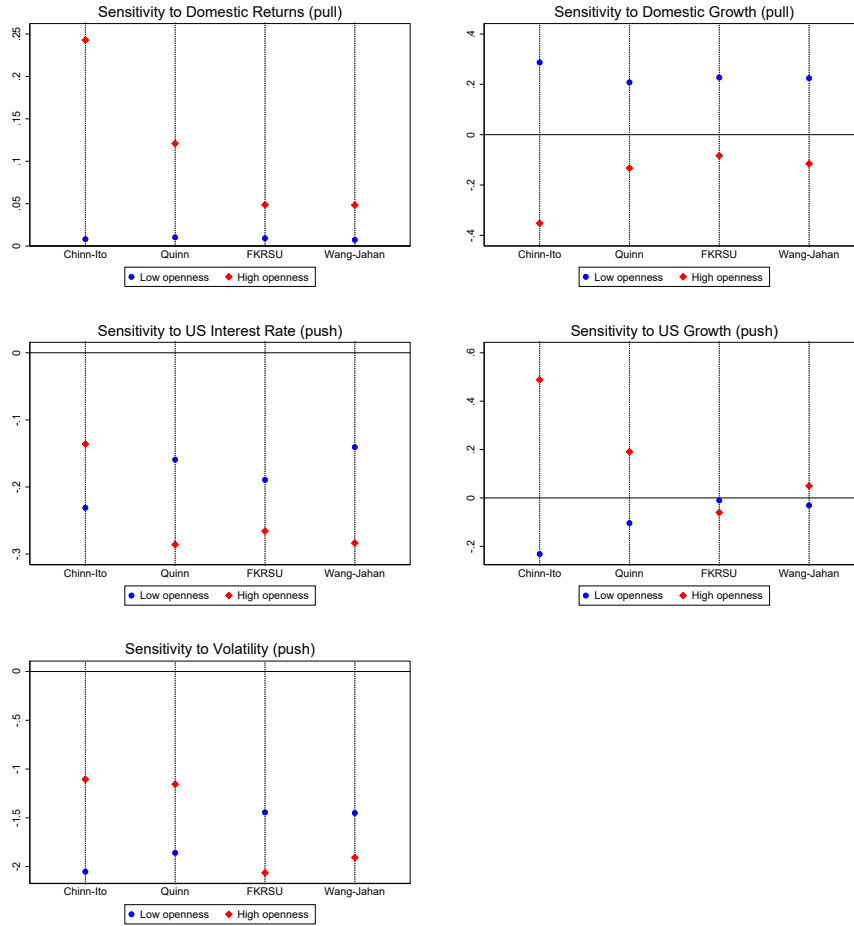 Sensitivity to Domestic Returns (pull)
.25
.2
.15
.1
.05
0
Chinn-Ito Quinn FKRSU Wang-Jahan
Low openness High openness
Sensitivity to Domestic Growth (pull)
.4
.2
0
-.2
-.4
Chinn-Ito Quinn FKRSU Wang-Jahan
Low openness High openness
Sensitivity to US Interest Rate (push)
0
-.1
-.2
-.3
Chinn-Ito Quinn FKRSU Wang-Jahan
Low openness High openness
Sensitivity to US Growth (push)
.6
.4
.2
0
-.2
Chinn-Ito Quinn FKRSU Wang-Jahan
Low openness High openness
Sensitivity to Volatility (push)
0
-.5
-1
-1.5
-2
Chinn-Ito Quinn FKRSU Wang-Jahan
Low openness High openness